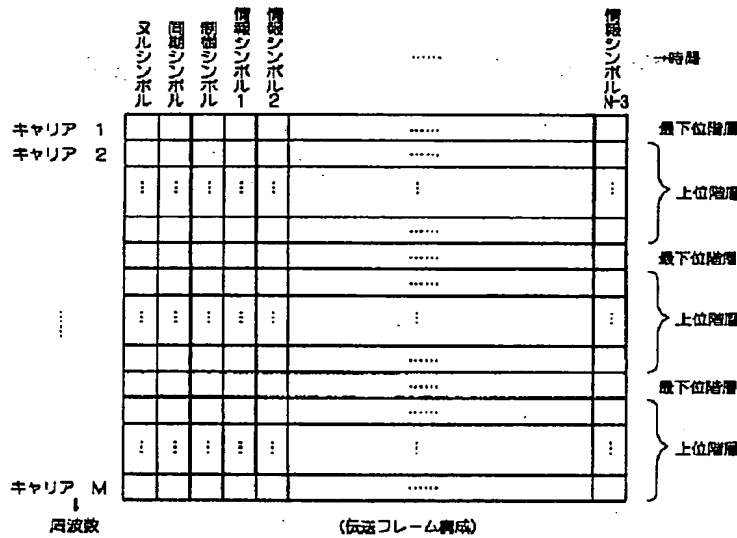 ヌルシンボル
同期シンボル
制御シンボル
情報シンボル1
情報シンボル2
……
情報シンボルN-3
→時間
キャリア 1
最下位階層
キャリア 2
上位階層
最下位階層
上位階層
最下位階層
上位階層
キャリア M
↓
周波数
(伝送フレーム構成)